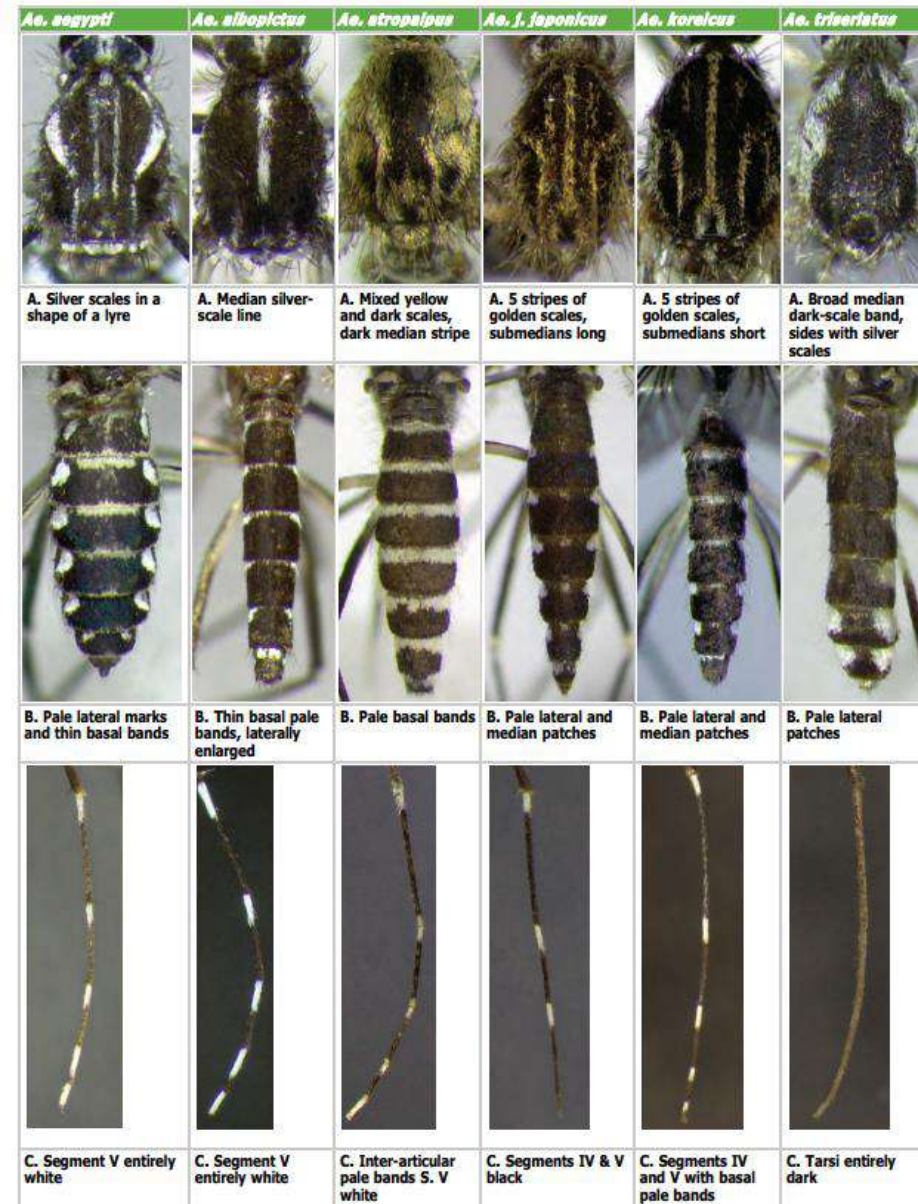 Ae. aegypti
Ae. albopictus
Ae. atropalpus
Ae. j. japonicus
Ae. koreicus
Ae. triseriatus
A. Silver scales in a
shape of a lyre
A. Median silver-
scale line
A. Mixed yellow
and dark scales,
dark median stripe
A. 5 stripes of
golden scales,
submedians long
A. 5 stripes of
golden scales,
submedians short
A. Broad median
dark-scale band,
sides with silver
scales
B. Pale lateral marks
and thin basal bands
B. Thin basal pale
bands, laterally
enlarged
B. Pale basal bands
B. Pale lateral and
median patches
B. Pale lateral and
median patches
B. Pale lateral
patches
C. Segment V entirely
white
C. Segment V
entirely white
C. Inter-articular
pale bands S. V
white
C. Segments IV & V
black
C. Segments IV
and V with basal
pale bands
C. Tarsi entirely
dark